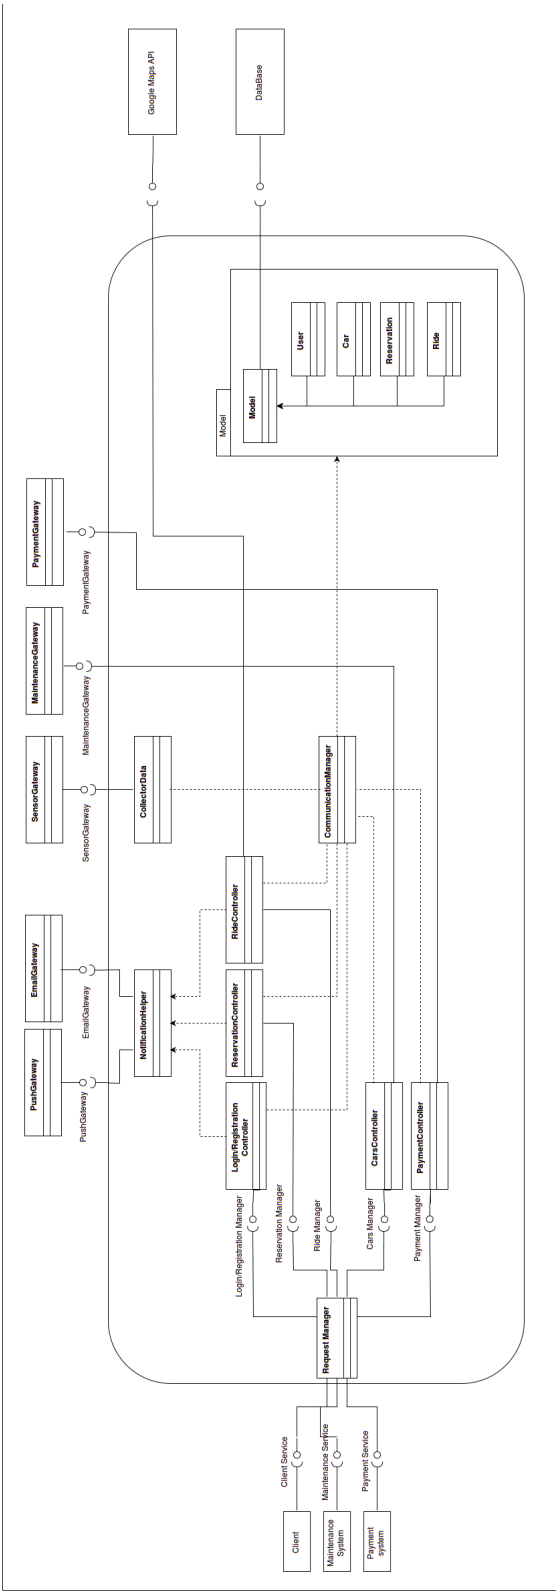 Google Maps API
DataBase
User
Car
Reservation
Ride
Model
Model
PaymentGateway
PaymentGateway
MaintenanceGateway
MaintenanceGateway
SensorGateway
SensorGateway
CollectorData
CommunicationManager
EmailGateway
EmailGateway
PushGateway
PushGateway
NotificationHelper
RideController
ReservationController
Login/Registration
Controller
CarsController
PaymentController
Login/Registration Manager
Reservation Manager
Ride Manager
Cars Manager
Payment Manager
Request Manager
Client Service
Maintenance Service
Payment Service
Client
Maintenance
System
Payment
system